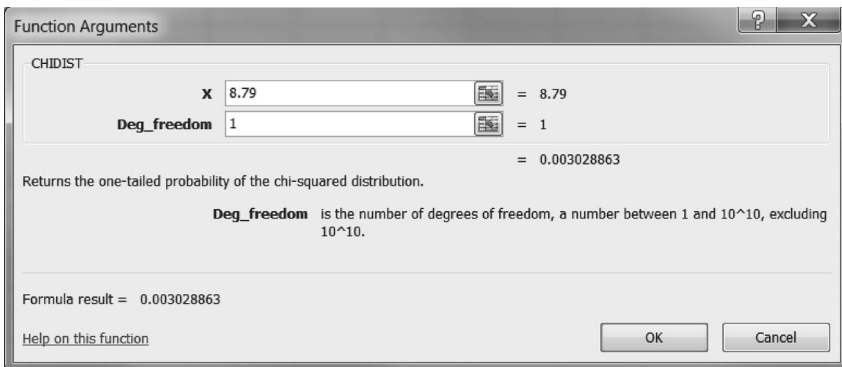 Function Arguments
? X
CHIDIST
X 8.79 = 8.79
Deg_freedom 1 = 1
= 0.003028863
Returns the one-tailed probability of the chi-squared distribution.
Deg_freedom is the number of degrees of freedom, a number between 1 and 10^10, excluding
10^10.
Formula result = 0.003028863
Help on this function OK Cancel